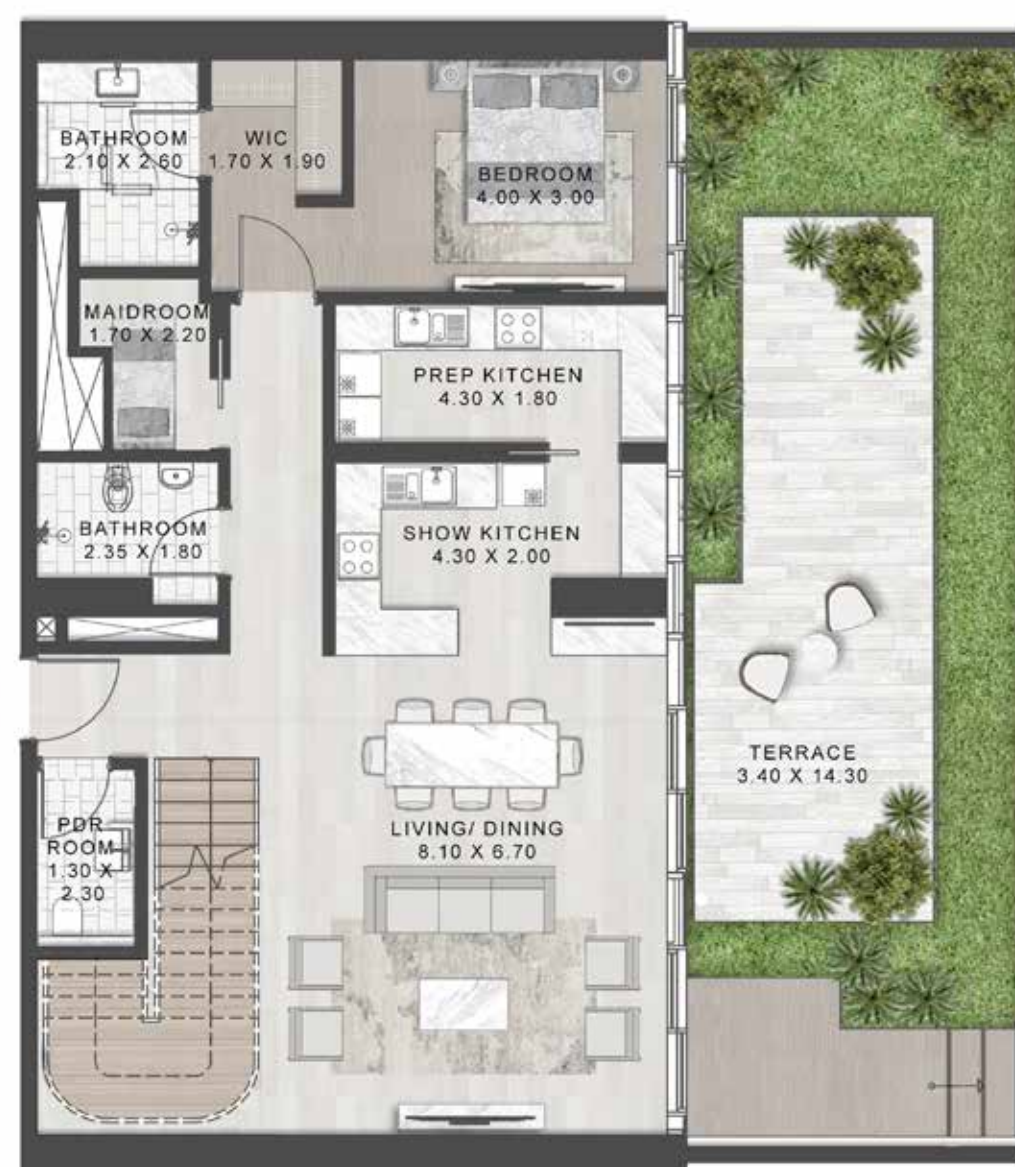 BATHROOM
2.10 X 2.60
WIC
1.70 X 1.90
BEDROOM
4.00 X 3.00
MAIDROOM
1.70 X 2.20
PREP KITCHEN
4.30 X 1.80
BATHROOM
2.35 X 1.80
SHOW KITCHEN
4.30 X 2.00
TERRACE
3.40 X 14.30
PDR
ROOM
1.30 X
2.30
LIVING/ DINING
8.10 X 6.70